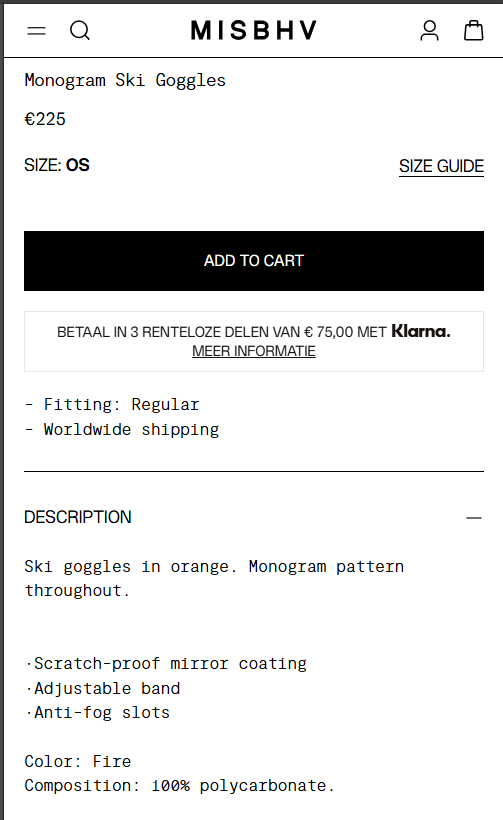 MISBHV
Monogram Ski Goggles
€225
SIZE: OS
SIZE GUIDE
ADD TO CART
BETAAL IN 3 RENTELOZE DELEN VAN € 75,00 MET Klarna.
MEER INFORMATIE
- Fitting: Regular
- Worldwide shipping
DESCRIPTION
Ski goggles in orange. Monogram pattern
throughout.
·Scratch-proof mirror coating
·Adjustable band
·Anti-fog slots
Color: Fire
Composition: 100% polycarbonate.